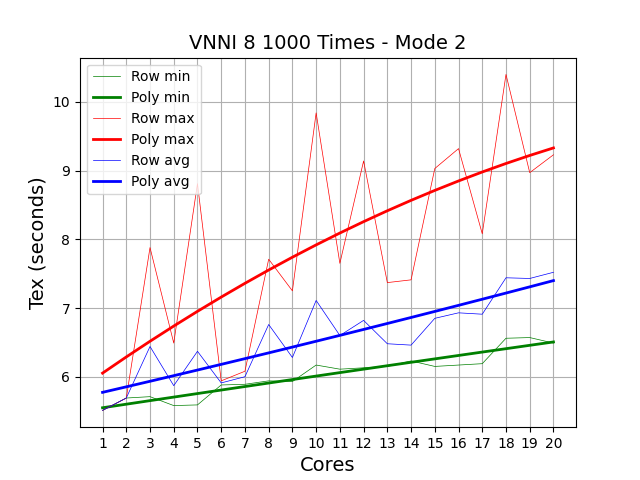 VNNI 8 1000 Times - Mode 2
Row min
Poly min
Row max
Poly max
Row avg
Poly avg
Tex (seconds)
10
9
8
7
6
1 2 3 4 5 6 7 8 9 10 11 12 13 14 15 16 17 18 19 20
Cores